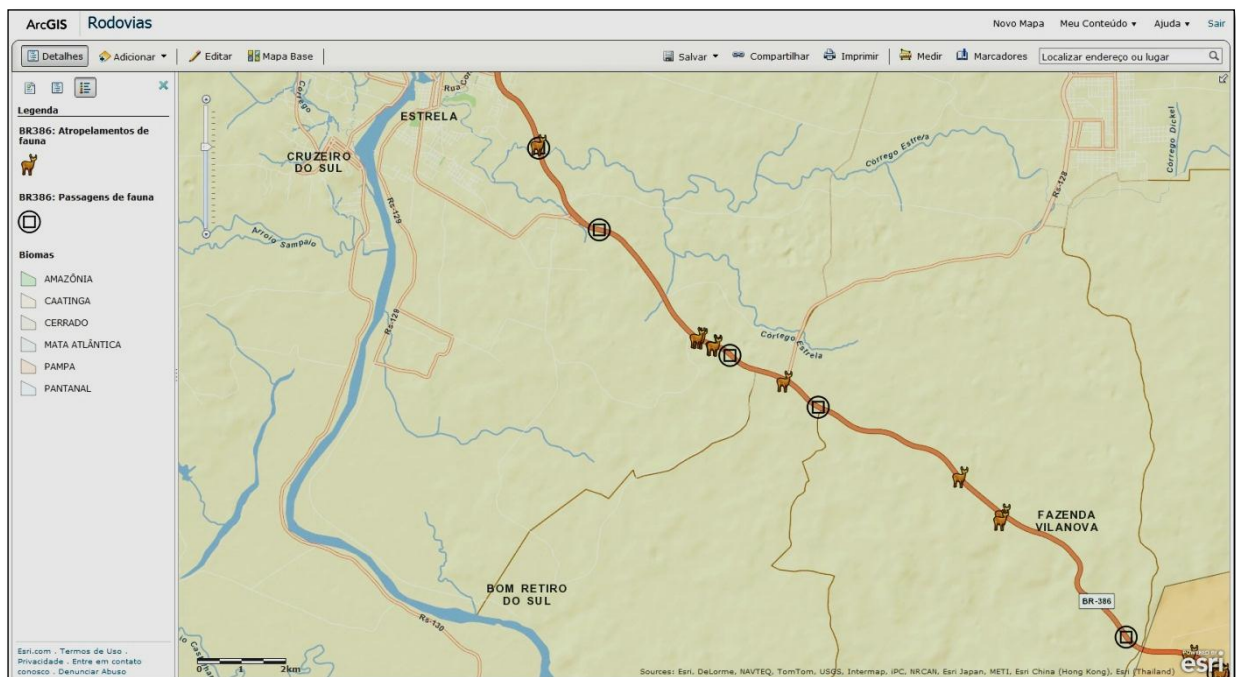 ArcGIS Rodovias
Novo Mapa Meu Conteúdo Ajuda Sair
Detalhes Adicionar Editar Mapa Base
Salvar Compartilhar Imprimir Medir Marcadores Localizar endereço ou lugar
Legenda
BR386: Atropelamentos de
fauna
BR386: Passagens de fauna
Biomas
AMAZÔNIA
CAATINGA
CERRADO
MATA ATLÂNTICA
PAMPA
PANTANAL
Esri.com . Termos de Uso .
Privacidade . Entre em contato
conosco . Denunciar Abuso
Córrego
Rua
ESTRELA
CRUZEIRO
DO SUL
Rs-129
Arroio Sampaio
Rs-129
Córrego Estrela
Córrego Dickel
Rs-128
Córrego
Estrela
FAZENDA
VILANOVA
BOM RETIRO
DO SUL
BR-386
Rs-130
0 1 2km
Sources: Esri, DeLorme, NAVTEQ, TomTom, USGS, Intermap, iPC, NRCAN, Esri Japan, METI, Esri China (Hong Kong), Esri (Thailand)
POWERED BY
esri